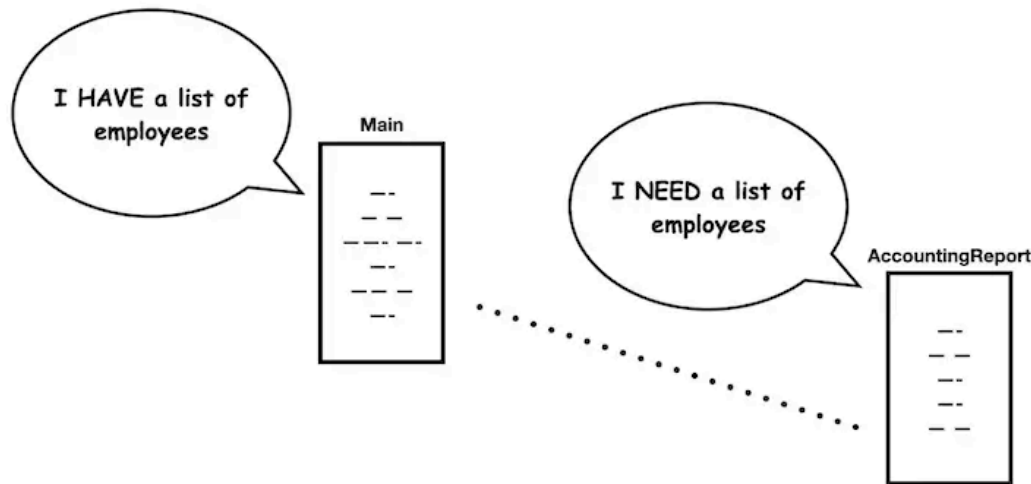 I HAVE a list of
employees
Main
I NEED a list of
employees
AccountingReport